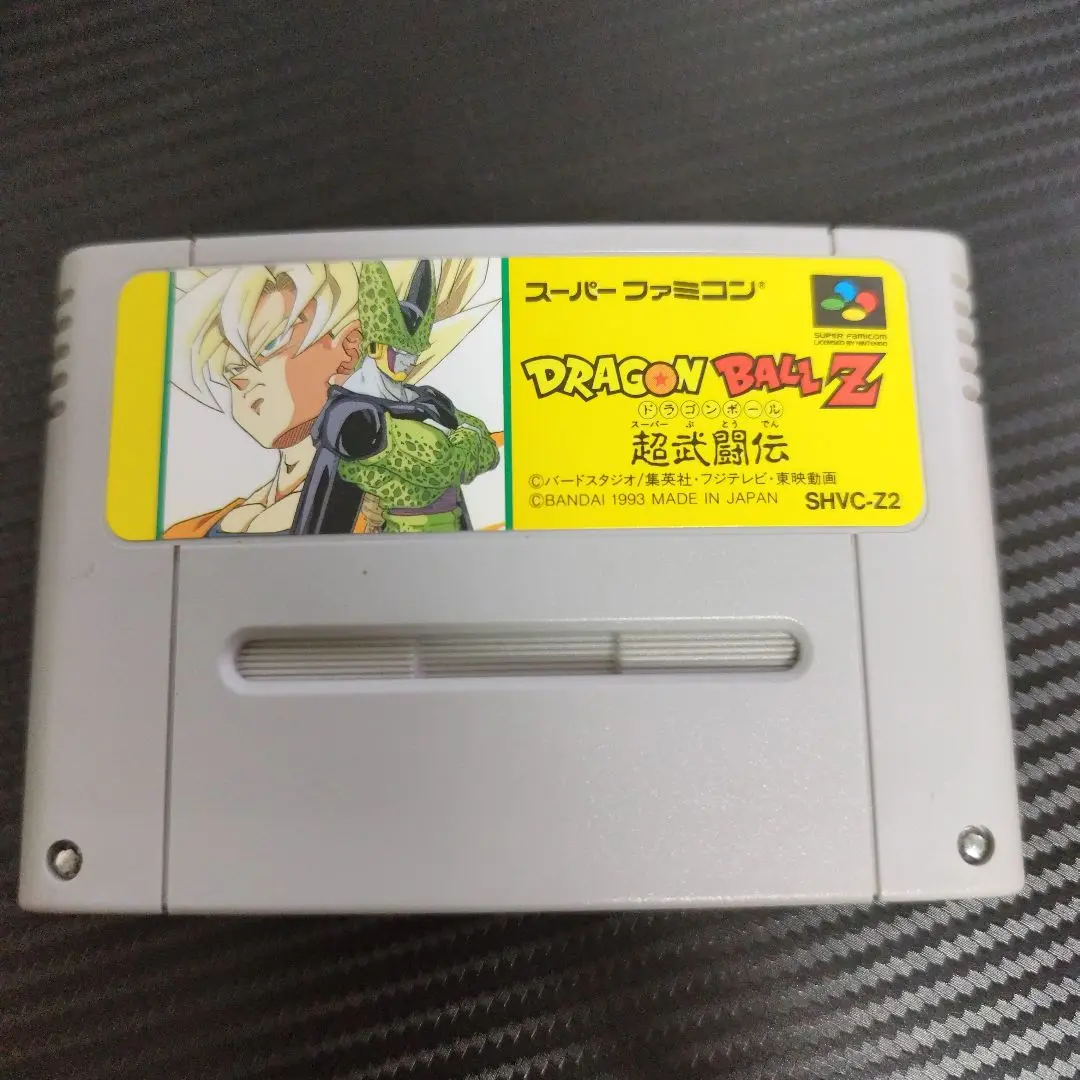 スーパーファミコン®
SUPER FAMICOM
LICENSED BY NINTENDO
DRAGON BALL Z
ドラゴンボール
スーパー ぶ とう でん
超武闘伝
©バードスタジオ/集英社・フジテレビ・東映動画
©BANDAI 1993 MADE IN JAPAN
SHVC-Z2